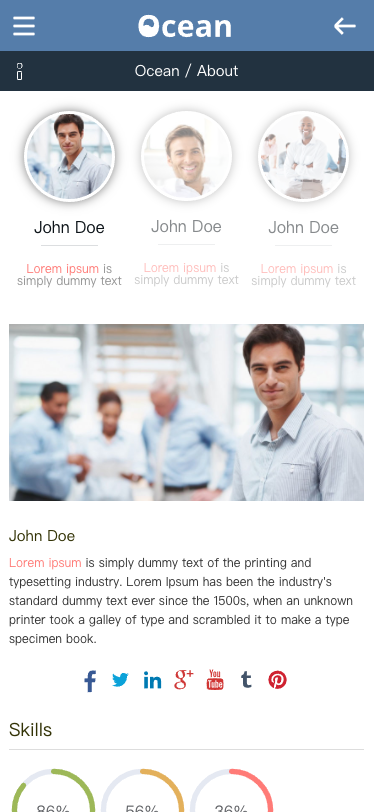 Ocean
Ocean / About
John Doe
Lorem ipsum is
simply dummy text
John Doe
Lorem ipsum is
simply dummy text
John Doe
Lorem ipsum is
simply dummy text
John Doe
Lorem ipsum is simply dummy text of the printing and
typesetting industry. Lorem Ipsum has been the industry's
standard dummy text ever since the 1500s, when an unknown
printer took a galley of type and scrambled it to make a type
specimen book.
Skills
86% 56% 36%